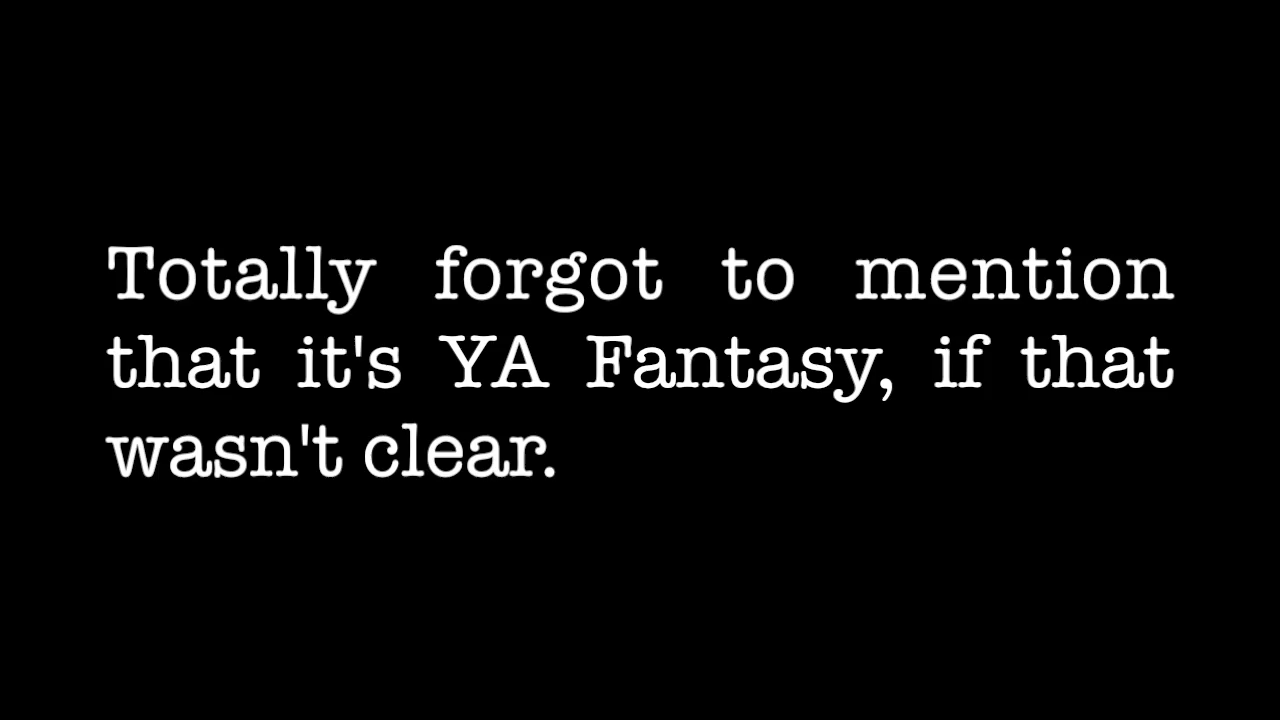 Totally forgot to mention
that it's YA Fantasy, if that
wasn't clear.